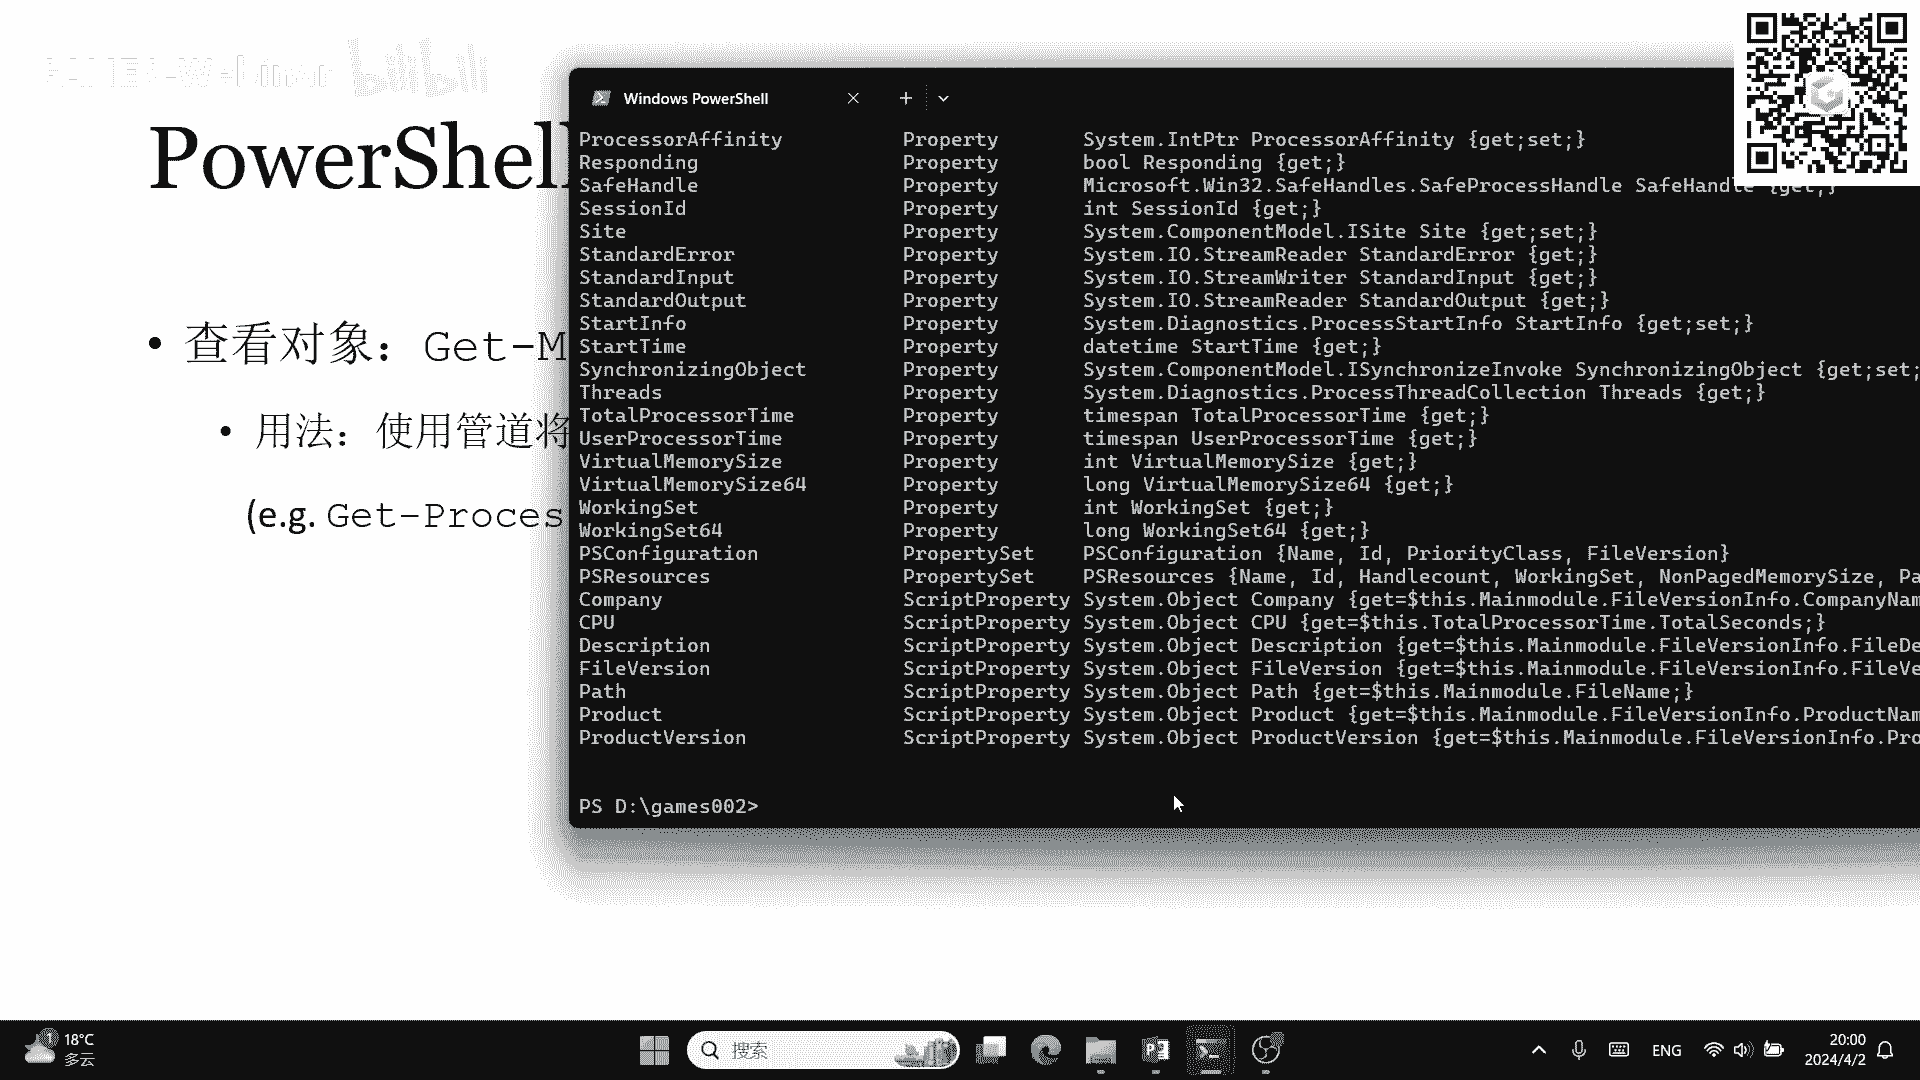 -Webinar bilibili
PowerShell
• 查看对象：Get-M
• 用法：使用管道将
(e.g. Get-Proces
Windows PowerShell
ProcessorAffinity Property System.IntPtr ProcessorAffinity {get;set;}
Responding Property bool Responding {get;}
SafeHandle Property Microsoft.Win32.SafeHandles.SafeProcessHandle SafeHandle {get;}
SessionId Property int SessionId {get;}
Site Property System.ComponentModel.ISite Site {get;set;}
StandardError Property System.IO.StreamReader StandardError {get;}
StandardInput Property System.IO.StreamWriter StandardInput {get;}
StandardOutput Property System.IO.StreamReader StandardOutput {get;}
StartInfo Property System.Diagnostics.ProcessStartInfo StartInfo {get;set;}
StartTime Property datetime StartTime {get;}
SynchronizingObject Property System.ComponentModel.ISynchronizeInvoke SynchronizingObject {get;set;
Threads Property System.Diagnostics.ProcessThreadCollection Threads {get;}
TotalProcessorTime Property timespan TotalProcessorTime {get;}
UserProcessorTime Property timespan UserProcessorTime {get;}
VirtualMemorySize Property int VirtualMemorySize {get;}
VirtualMemorySize64 Property long VirtualMemorySize64 {get;}
WorkingSet Property int WorkingSet {get;}
WorkingSet64 Property long WorkingSet64 {get;}
PSConfiguration PropertySet PSConfiguration {Name, Id, PriorityClass, FileVersion}
PSResources PropertySet PSResources {Name, Id, Handlecount, WorkingSet, NonPagedMemorySize, Pa
Company ScriptProperty System.Object Company {get=$this.Mainmodule.FileVersionInfo.CompanyNam
CPU ScriptProperty System.Object CPU {get=$this.TotalProcessorTime.TotalSeconds;}
Description ScriptProperty System.Object Description {get=$this.Mainmodule.FileVersionInfo.FileDe
FileVersion ScriptProperty System.Object FileVersion {get=$this.Mainmodule.FileVersionInfo.FileVe
Path ScriptProperty System.Object Path {get=$this.Mainmodule.FileName;}
Product ScriptProperty System.Object Product {get=$this.Mainmodule.FileVersionInfo.ProductNam
ProductVersion ScriptProperty System.Object ProductVersion {get=$this.Mainmodule.FileVersionInfo.Pro
PS D:\games002>
1
18°C
多云
搜索
ENG
20:00
2024/4/2